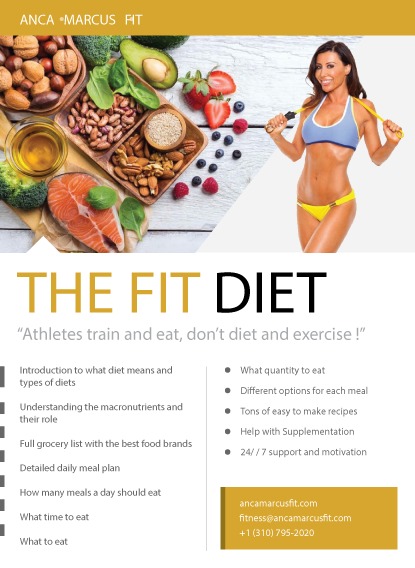 ANCA •MARCUS FIT
THE FIT DIET
“Athletes train and eat, don’t diet and exercise !”
Introduction to what diet means and
types of diets
Understanding the macronutrients and
their role
Full grocery list with the best food brands
Detailed daily meal plan
How many meals a day should eat
What time to eat
What to eat
What quantity to eat
Different options for each meal
Tons of easy to make recipes
Help with Supplementation
24/ / 7 support and motivation
ancamarcusfit.com
fitness@ancamarcusfit.com
+1 (310) 795-2020